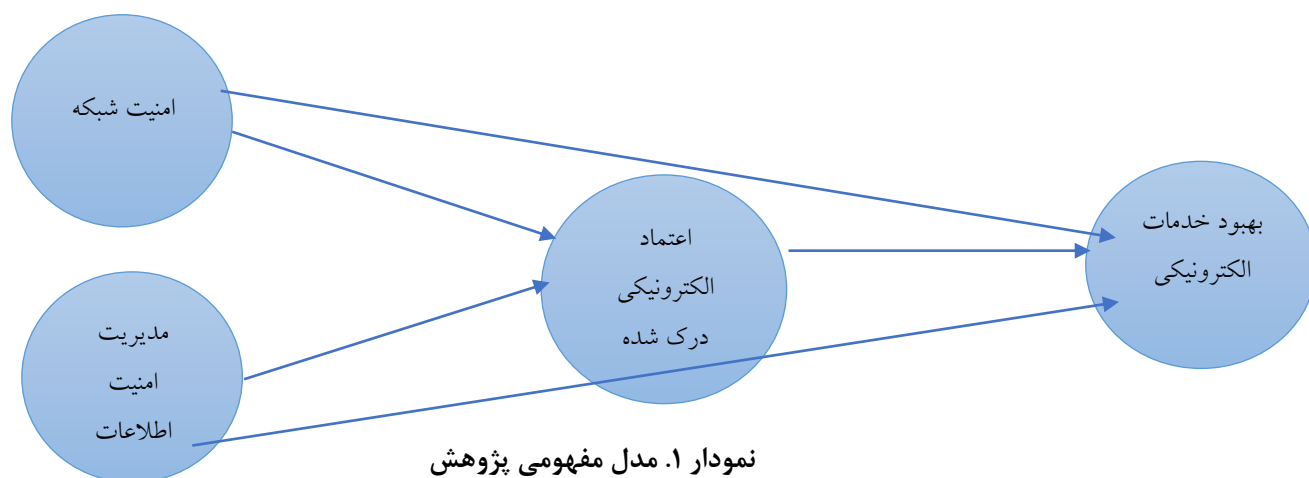 امنیت شبکه
اعتماد
الکترونیکی
درک شده
بهبود خدمات
الکترونیکی
مدیریت
امنیت
اطلاعات
نمودار ۱. مدل مفهومی پژوهش